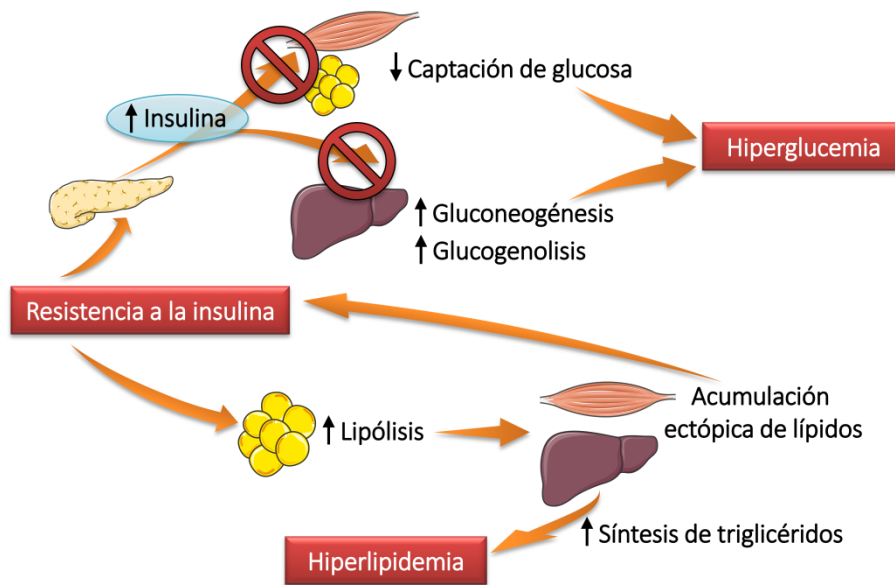 ↓ Captación de glucosa
↑ Insulina
Hiperglucemia
↑ Gluconeogénesis
↑ Glucogenolisis
Resistencia a la insulina
Acumulación
ectópica de lípidos
↑ Lipólisis
↑ Síntesis de triglicéridos
Hiperlipidemia